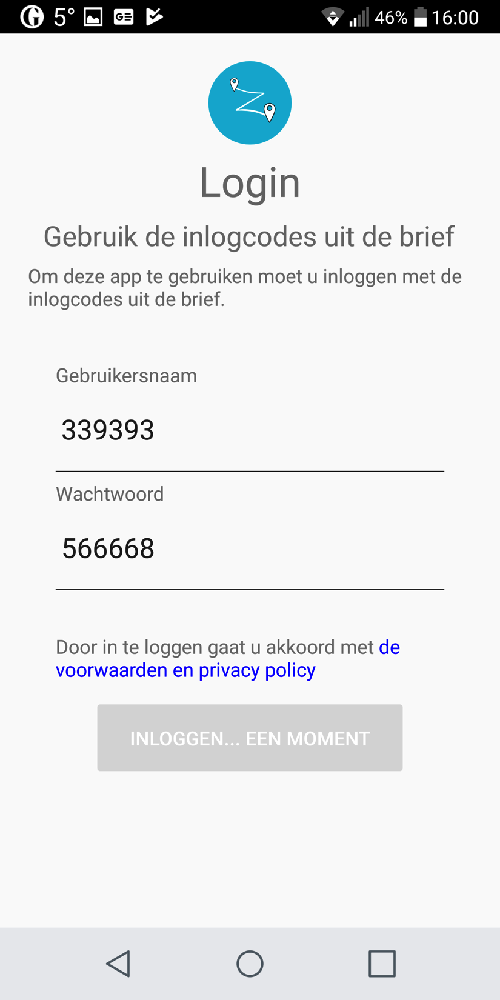 5° GE 46% 16:00
Login
Gebruik de inlogcodes uit de brief
Om deze app te gebruiken moet u inloggen met de
inlogcodes uit de brief.
Gebruikersnaam
339393
Wachtwoord
566668
Door in te loggen gaat u akkoord met de
voorwaarden en privacy policy
INLOGGEN... EEN MOMENT